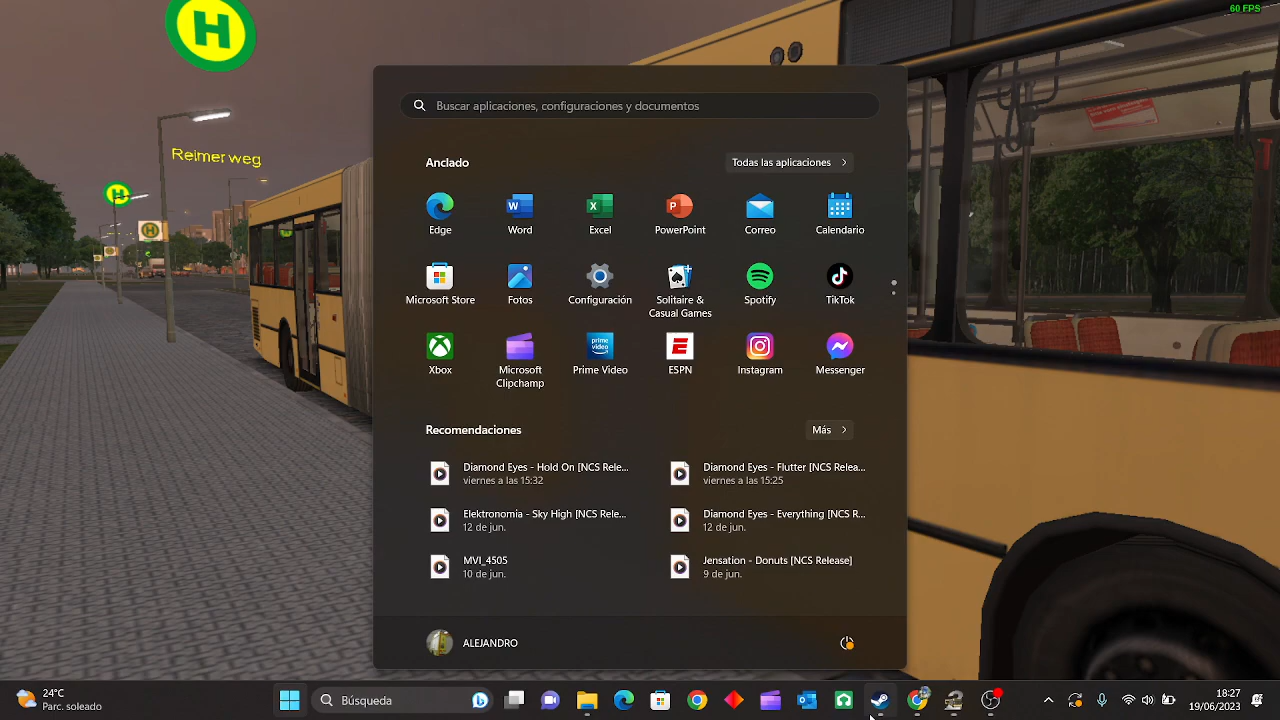 60 FPS
H
Reimer weg
H
H
Buscar aplicaciones, configuraciones y documentos
Anclado
Todas las aplicaciones
Edge
Word
Excel
PowerPoint
Correo
Calendario
Microsoft Store
Fotos
Configuración
Solitaire &
Casual Games
Spotify
TikTok
Xbox
Microsoft
Clipchamp
prime
video
Prime Video
ESPN
Instagram
Messenger
Recomendaciones
Más
Diamond Eyes - Hold On [NCS Rele...
viernes a las 15:32
Diamond Eyes - Flutter [NCS Relea...
viernes a las 15:25
Elektronomia - Sky High [NCS Rele...
12 de jun.
Diamond Eyes - Everything [NCS R...
12 de jun.
MVI_4505
10 de jun.
Jensation - Donuts [NCS Release]
9 de jun.
ALEJANDRO
24°C
Parc. soleado
Búsqueda
18:27
19/06/2023